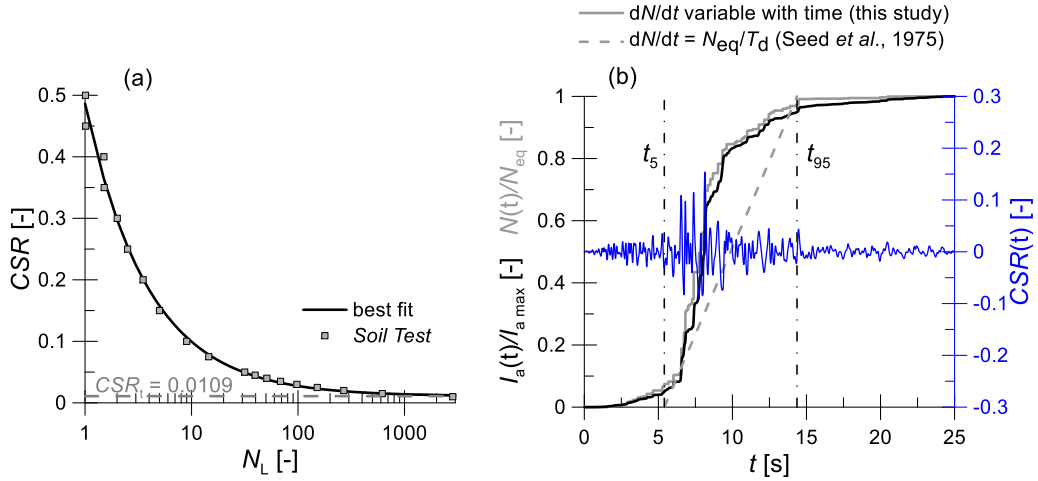 dN/dt variable with time (this study)
dN/dt = Neq/Td (Seed et al., 1975)
(a)
0.5
0.4
0.3
0.2
0.1
0
CSR [-]
best fit
Soil Test
CSRt = 0.0109
1
10
100
1000
NL [-]
(b)
1
0.8
0.6
0.4
0.2
0
N(t)/Neq [-]
Ia(t)/Ia max [-]
t5
t95
0.3
0.2
0.1
0
-0.1
-0.2
-0.3
CSR(t) [-]
0
5
10
15
20
25
t [s]